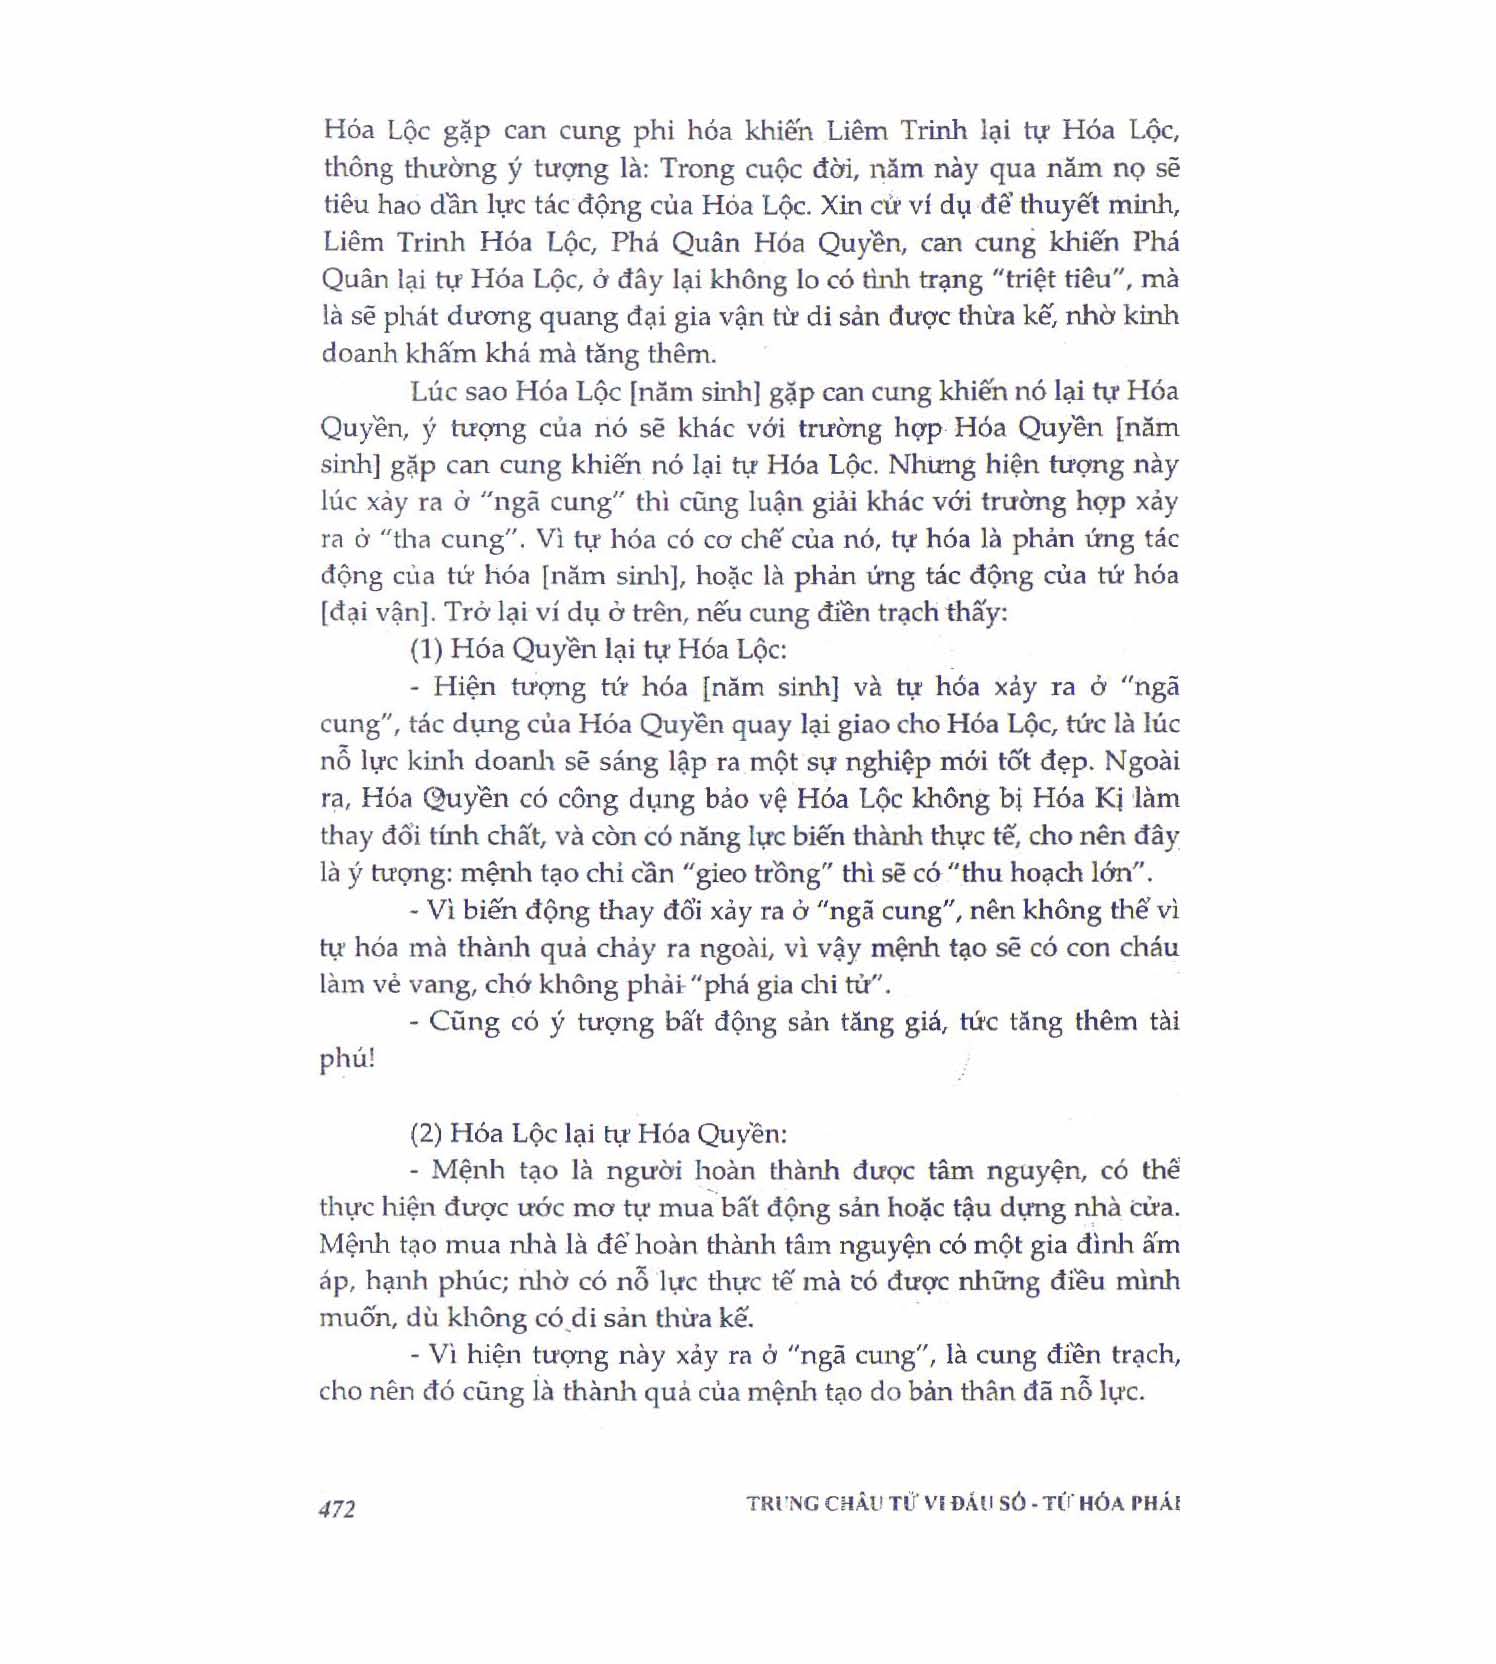 Hóa Lộc gặp can cung phi hóa khiến Liêm Trinh lại tự Hóa Lộc,
thông thường ý tượng là: Trong cuộc đời, năm này qua năm nọ sẽ
tiêu hao dần lực tác động của Hóa Lộc. Xin cử ví dụ để thuyết minh,
Liêm Trinh Hóa Lộc, Phá Quân Hóa Quyền, can cung khiến Phá
Quân lại tự Hóa Lộc, ở đây lại không lo có tình trạng "triệt tiêu", mà
là sẽ phát dương quang đại gia vận từ di sản được thừa kế, nhờ kinh
doanh khấm khá mà tăng thêm.
Lúc sao Hóa Lộc [năm sinh] gặp can cung khiến nó lại tự Hóa
Quyền, ý tượng của nó sẽ khác với trường hợp Hóa Quyền [năm
sinh] gặp can cung khiến nó lại tự Hóa Lộc. Nhưng hiện tượng này
lúc xảy ra ở "ngã cung" thì cũng luận giải khác với trường hợp xảy
ra ở "tha cung". Vì tự hóa có cơ chế của nó, tự hóa là phản ứng tác
động của tứ hóa [năm sinh], hoặc là phản ứng tác động của tứ hóa
[đại vận]. Trở lại ví dụ ở trên, nếu cung điền trạch thấy:
(1) Hóa Quyền lại tự Hóa Lộc:
- Hiện tượng tứ hóa [năm sinh] và tự hóa xảy ra ở "ngã
cung", tác dụng của Hóa Quyền quay lại giao cho Hóa Lộc, tức là lúc
nỗ lực kinh doanh sẽ sáng lập ra một sự nghiệp mới tốt đẹp. Ngoài
ra, Hóa Quyền có công dụng bảo vệ Hóa Lộc không bị Hóa Kị làm
thay đổi tính chất, và còn có năng lực biến thành thực tế, cho nên đây
là ý tượng: mệnh tạo chỉ cần "gieo trồng" thì sẽ có "thu hoạch lớn".
- Vì biến động thay đổi xảy ra ở "ngã cung", nên không thể vì
tự hóa mà thành quả chảy ra ngoài, vì vậy mệnh tạo sẽ có con cháu
làm vẻ vang, chớ không phải "phá gia chi tử".
- Cũng có ý tượng bất động sản tăng giá, tức tăng thêm tài
phú!
(2) Hóa Lộc lại tự Hóa Quyền:
- Mệnh tạo là người hoàn thành được tâm nguyện, có thể
thực hiện được ước mơ tự mua bất động sản hoặc tậu dựng nhà cửa.
Mệnh tạo mua nhà là để hoàn thành tâm nguyện có một gia đình ấm
áp, hạnh phúc; nhờ có nỗ lực thực tế mà có được những điều mình
muốn, dù không có di sản thừa kế.
- Vì hiện tượng này xảy ra ở "ngã cung", là cung điền trạch,
cho nên đó cũng là thành quả của mệnh tạo do bản thân đã nỗ lực.
472
TRUNG CHÂU TỬ VI ĐẨU SỐ - TỨ HÓA PHÁI